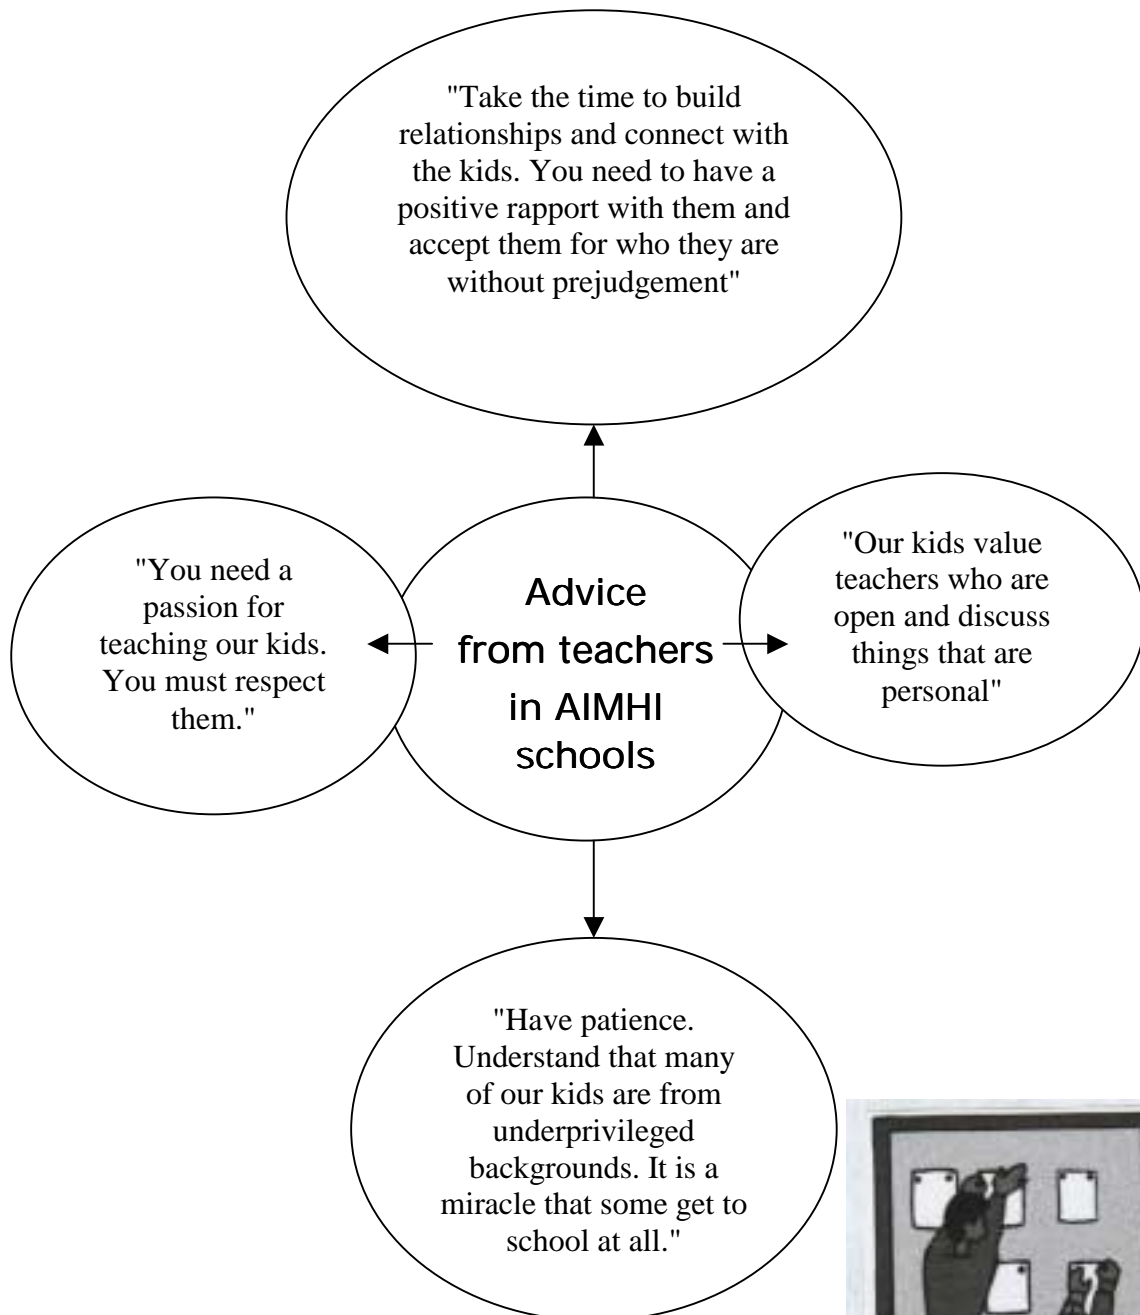 "Take the time to build
relationships and connect with
the kids. You need to have a
positive rapport with them and
accept them for who they are
without prejudgement"
"You need a
passion for
teaching our kids.
You must respect
them."
Advice
from teachers
in AIMHI
schools
"Our kids value
teachers who are
open and discuss
things that are
personal"
"Have patience.
Understand that many
of our kids are from
underprivileged
backgrounds. It is a
miracle that some get to
school at all."